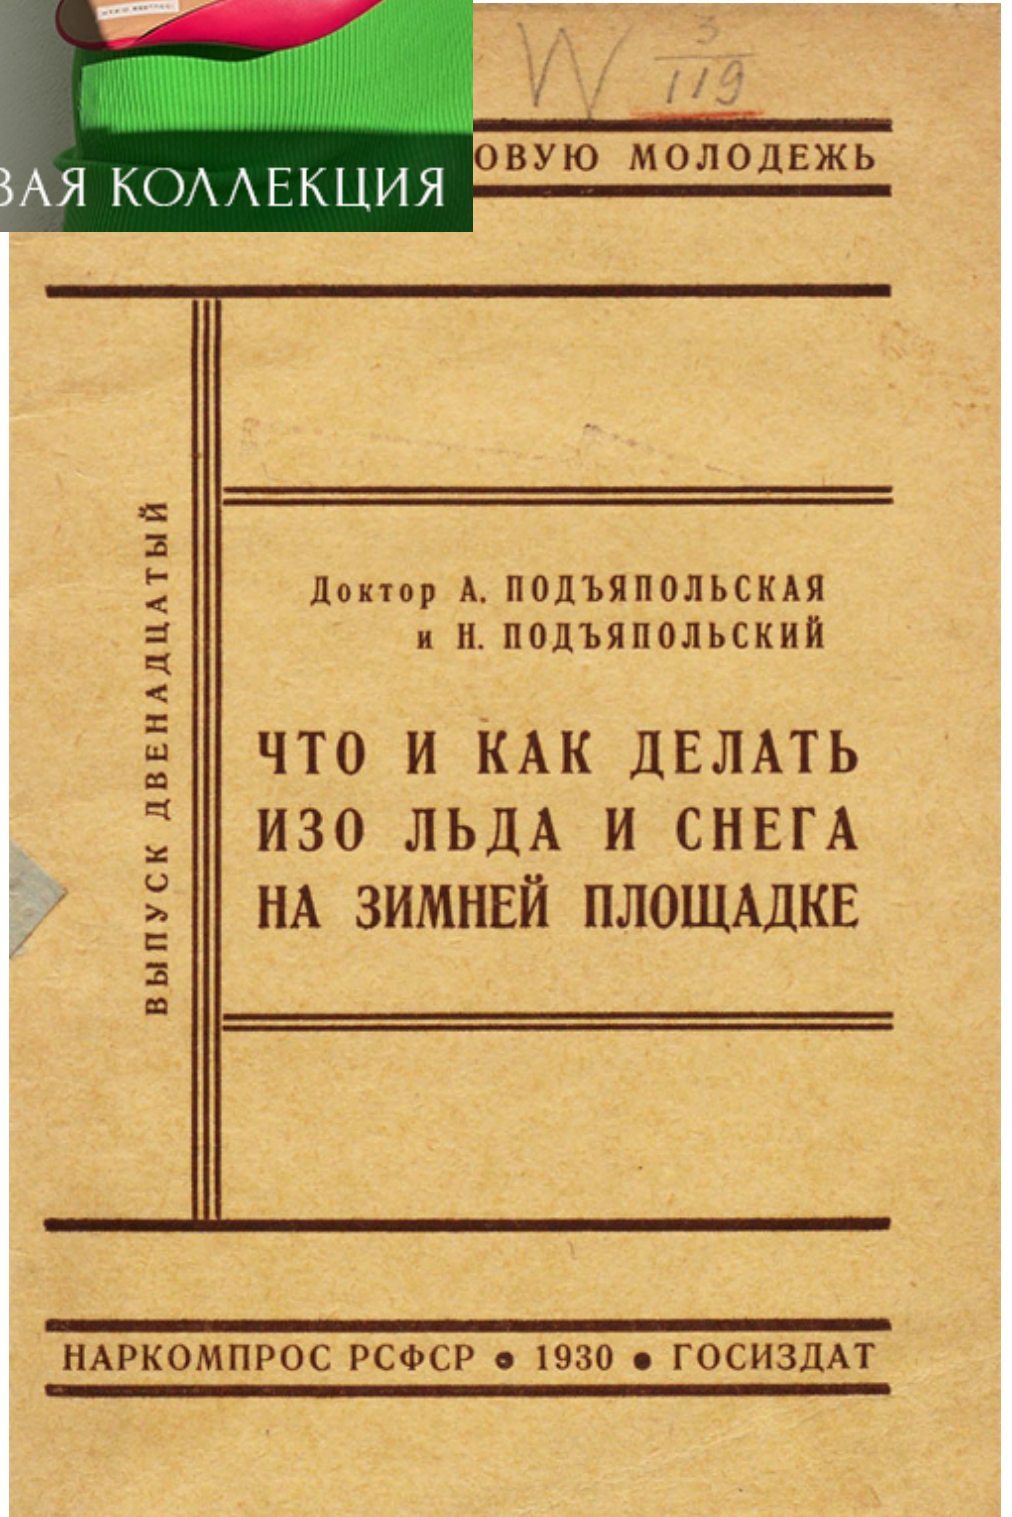 ВАЯ КОЛЛЕКЦИЯ
W 3
119
ОВУЮ МОЛОДЕЖЬ
ВЫПУСК ДВЕНАДЦАТЫЙ
Доктор А. ПОДЪЯПОЛЬСКАЯ
и Н. ПОДЪЯПОЛЬСКИЙ
ЧТО И КАК ДЕЛАТЬ
ИЗО ЛЬДА И СНЕГА
НА ЗИМНЕЙ ПЛОЩАДКЕ
НАРКОМПРОС РСФСР • 1930 • ГОСИЗДАТ